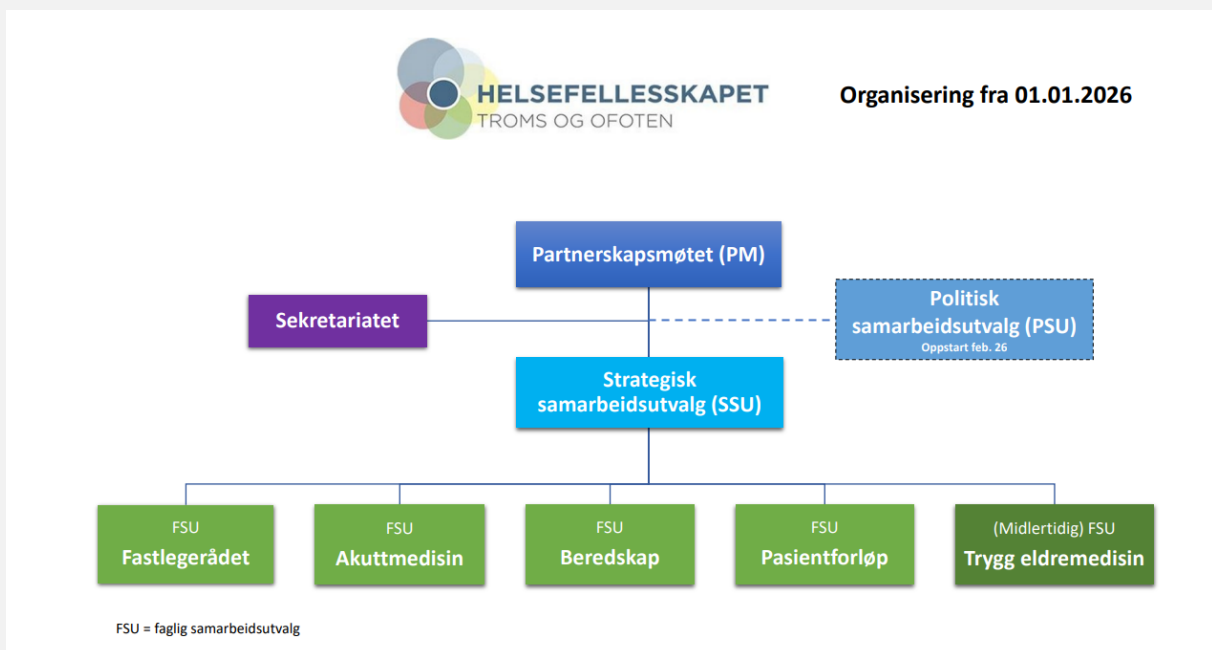 HELSEFELLESSKAPET
TROMS OG OFOTEN
Organisering fra 01.01.2026
Partnerskapsmøtet (PM)
Sekretariatet
Politisk
samarbeidsutvalg (PSU)
Oppstart feb. 26
Strategisk
samarbeidsutvalg (SSU)
FSU
Fastlegerådet
FSU
Akuttmedisin
FSU
Beredskap
FSU
Pasientforløp
(Midlertidig) FSU
Trygg eldremedisin
FSU = faglig samarbeidsutvalg